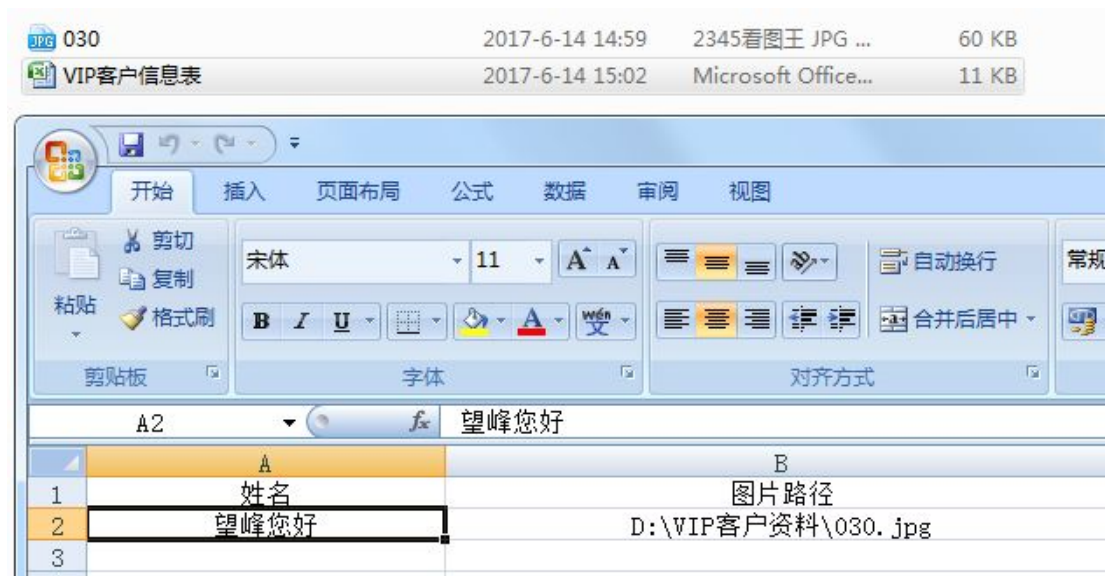 JPG 030 2017-6-14 14:59 2345看图王 JPG ... 60 KB
VIP客户信息表 2017-6-14 15:02 Microsoft Office... 11 KB
开始 插入 页面布局 公式 数据 审阅 视图
剪切
复制
粘贴 格式刷
宋体 11 A A 自动换行 常规
B I U A wén 文 a 合并后居中
剪贴板 字体 对齐方式
A2 fx 望峰您好
A B
1 姓名 图片路径
2 望峰您好 D:\VIP客户资料\030.jpg
3